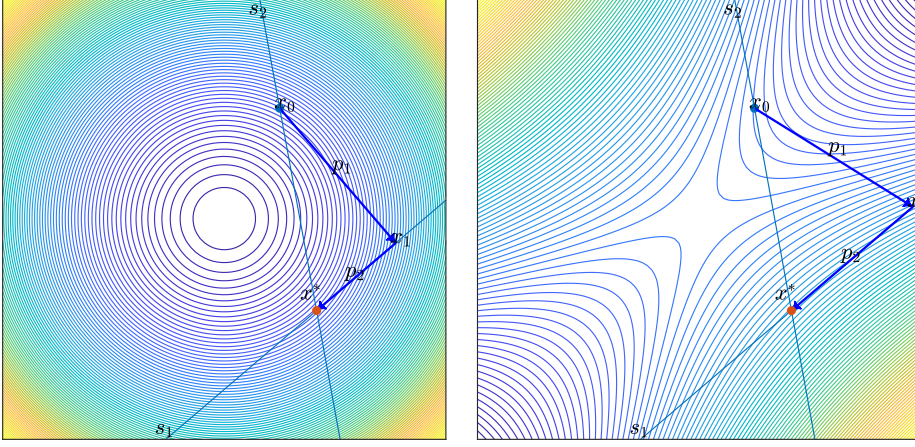 s₂
x₀
p₁
x₁
p₂
x*
s₁
s₂
x₀
p₁
p₂
x*
s₁